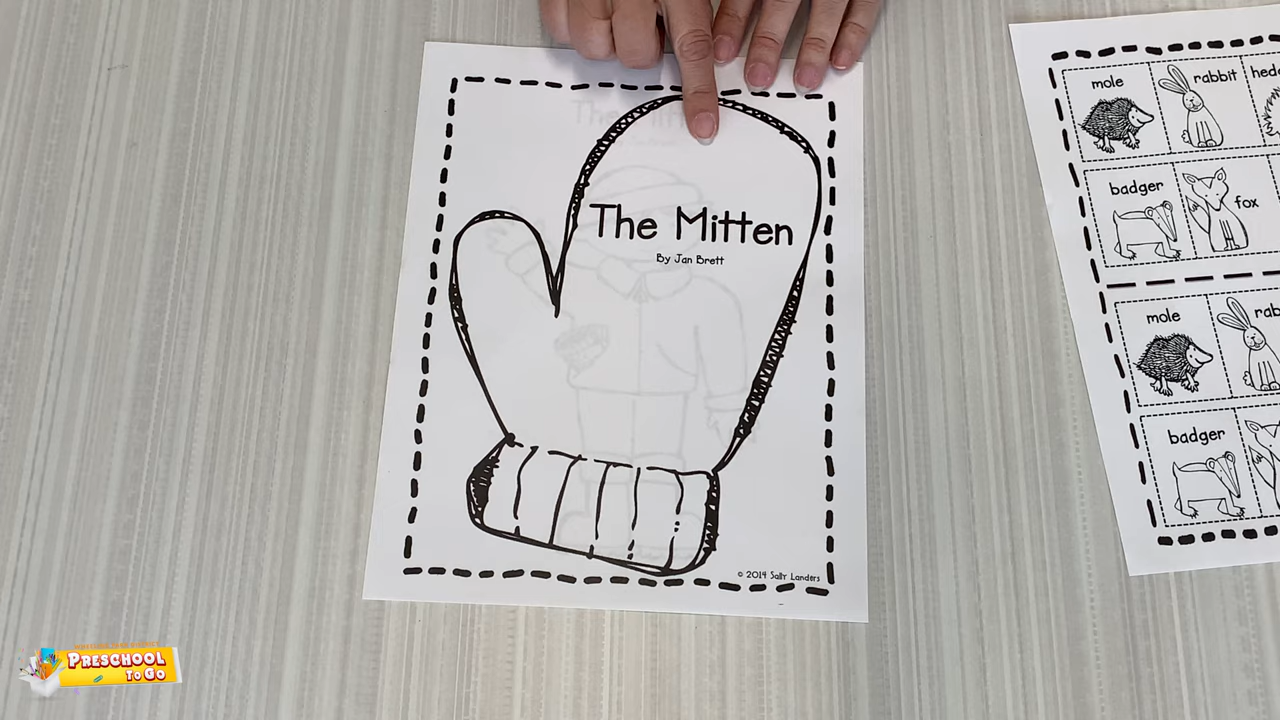 The Mitten
By Jan Brett
© 2014 Sally Landers
mole
rabbit
badger
fox
mole
badger
PRESCHOOL
TO GO